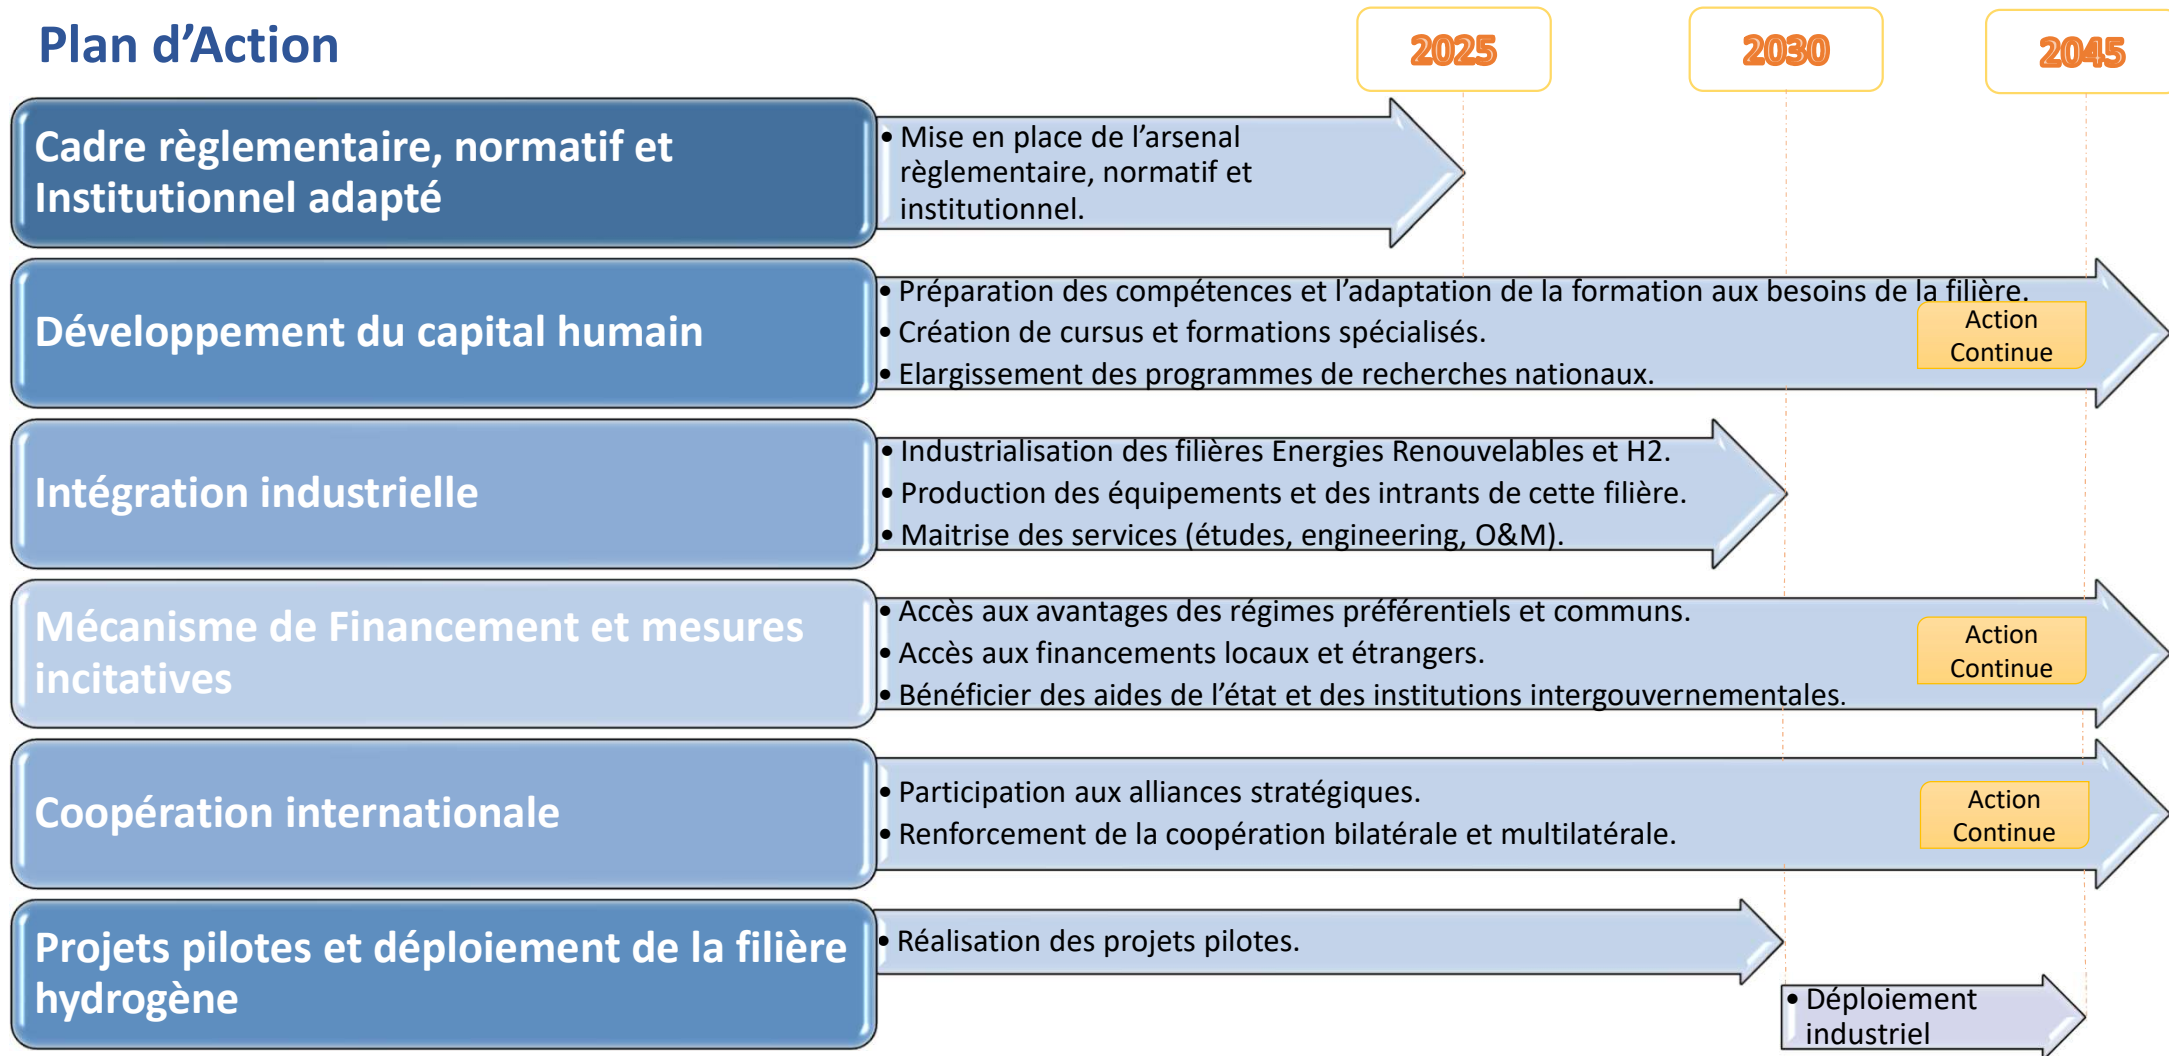 Plan d’Action
2025
2030
2045
Cadre règlementaire, normatif et
Institutionnel adapté
• Mise en place de l’arsenal
règlementaire, normatif et
institutionnel.
Développement du capital humain
• Préparation des compétences et l’adaptation de la formation aux besoins de la filière.
• Création de cursus et formations spécialisés.
• Elargissement des programmes de recherches nationaux.
Action
Continue
Intégration industrielle
• Industrialisation des filières Energies Renouvelables et H2.
• Production des équipements et des intrants de cette filière.
• Maitrise des services (études, engineering, O&M).
Mécanisme de Financement et mesures
incitatives
• Accès aux avantages des régimes préférentiels et communs.
• Accès aux financements locaux et étrangers.
• Bénéficier des aides de l’état et des institutions intergouvernementales.
Action
Continue
Coopération internationale
• Participation aux alliances stratégiques.
• Renforcement de la coopération bilatérale et multilatérale.
Action
Continue
Projets pilotes et déploiement de la filière
hydrogène
• Réalisation des projets pilotes.
• Déploiement
industriel